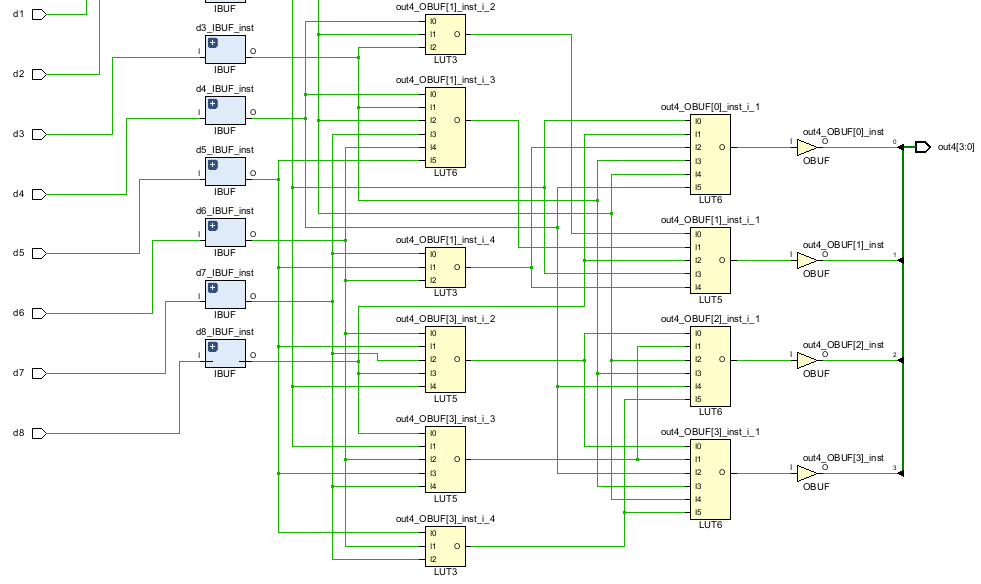 d1
d2
d3
d4
d5
d6
d7
d8
IBUF
d3_IBUF_inst
I O
IBUF
d4_IBUF_inst
I O
IBUF
d5_IBUF_inst
I O
IBUF
d6_IBUF_inst
I O
IBUF
d7_IBUF_inst
I O
IBUF
d8_IBUF_inst
I O
IBUF
out4_OBUF[1]_inst_i_2
I0
I1 O
I2
LUT3
out4_OBUF[1]_inst_i_3
I0
I1
I2 O
I3
I4
I5
LUT6
out4_OBUF[1]_inst_i_4
I0
I1 O
I2
LUT3
out4_OBUF[3]_inst_i_2
I0
I1
I2 O
I3
I4
LUT5
out4_OBUF[3]_inst_i_3
I0
I1
I2 O
I3
I4
LUT5
out4_OBUF[3]_inst_i_4
I0
I1 O
I2
LUT3
out4_OBUF[0]_inst_i_1
I0
I1
I2 O
I3
I4
I5
LUT6
out4_OBUF[1]_inst_i_1
I0
I1
I2 O
I3
I4
LUT5
out4_OBUF[2]_inst_i_1
I0
I1
I2 O
I3
I4
I5
LUT6
out4_OBUF[3]_inst_i_1
I0
I1
I2 O
I3
I4
I5
LUT6
out4_OBUF[0]_inst
I O 0
OBUF
out4_OBUF[1]_inst
I O 1
OBUF
out4_OBUF[2]_inst
I O 2
OBUF
out4_OBUF[3]_inst
I O 3
OBUF
out4[3:0]